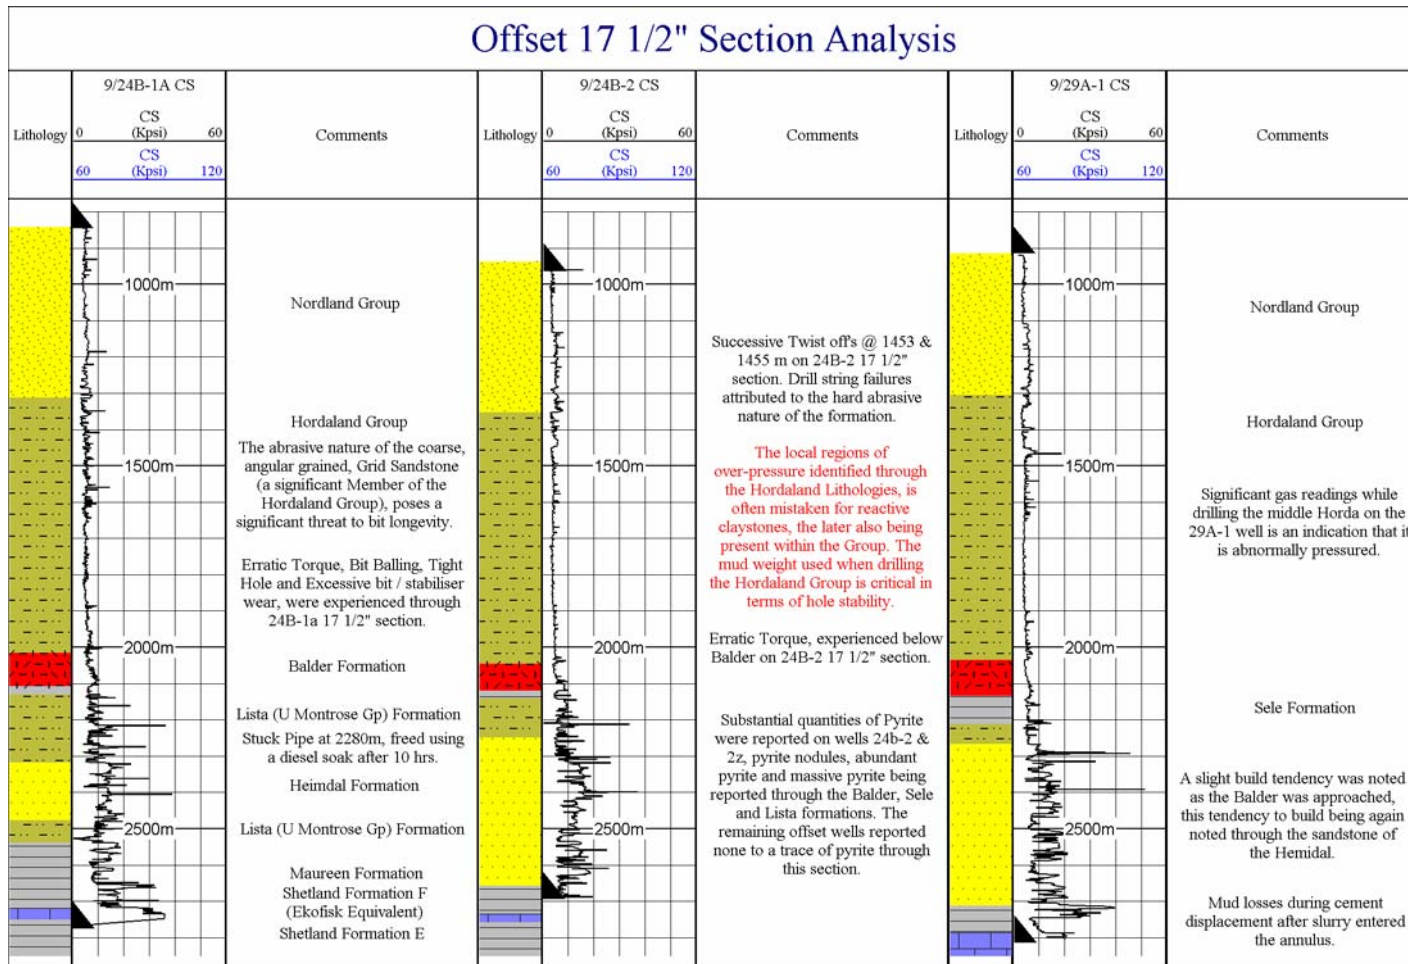 Offset 17 1/2" Section Analysis
9/24B-1A CS
Lithology
CS
(Kpsi)
0 60
CS
(Kpsi)
60 120
Comments
1000m
1500m
2000m
2500m
Nordland Group
Hordaland Group
The abrasive nature of the coarse,
angular grained, Grid Sandstone
(a significant Member of the
Hordaland Group), poses a
significant threat to bit longevity.
Erratic Torque, Bit Balling, Tight
Hole and Excessive bit / stabiliser
wear, were experienced through
24B-1a 17 1/2" section.
Balder Formation
Lista (U Montrose Gp) Formation
Stuck Pipe at 2280m, freed using
a diesel soak after 10 hrs.
Heimdal Formation
Lista (U Montrose Gp) Formation
Maureen Formation
Shetland Formation F
(Ekofisk Equivalent)
Shetland Formation E
9/24B-2 CS
Lithology
CS
(Kpsi)
0 60
CS
(Kpsi)
60 120
Comments
1000m
1500m
2000m
2500m
Successive Twist off's @ 1453 &
1455 m on 24B-2 17 1/2"
section. Drill string failures
attributed to the hard abrasive
nature of the formation.
The local regions of
over-pressure identified through
the Hordaland Lithologies, is
often mistaken for reactive
claystones, the later also being
present within the Group. The
mud weight used when drilling
the Hordaland Group is critical in
terms of hole stability.
Erratic Torque, experienced below
Balder on 24B-2 17 1/2" section.
Substantial quantities of Pyrite
were reported on wells 24b-2 &
2z, pyrite nodules, abundant
pyrite and massive pyrite being
reported through the Balder, Sele
and Lista formations. The
remaining offset wells reported
none to a trace of pyrite through
this section.
9/29A-1 CS
Lithology
CS
(Kpsi)
0 60
CS
(Kpsi)
60 120
Comments
1000m
1500m
2000m
2500m
Nordland Group
Hordaland Group
Significant gas readings while
drilling the middle Horda on the
29A-1 well is an indication that it
is abnormally pressured.
Sele Formation
A slight build tendency was noted
as the Balder was approached,
this tendency to build being again
noted through the sandstone of
the Hemidal.
Mud losses during cement
displacement after slurry entered
the annulus.